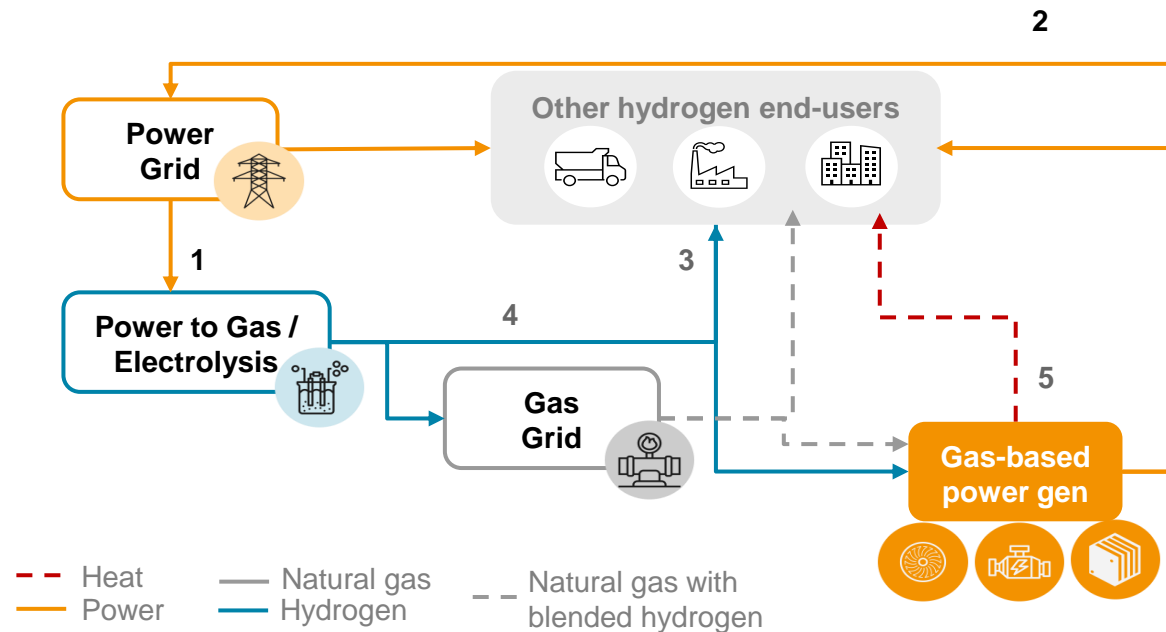 2
Other hydrogen end-users
Power
Grid
1
3
Power to Gas /
Electrolysis
4
Gas
Grid
5
Gas-based
power gen
Heat
Power
Natural gas
Hydrogen
Natural gas with
blended hydrogen